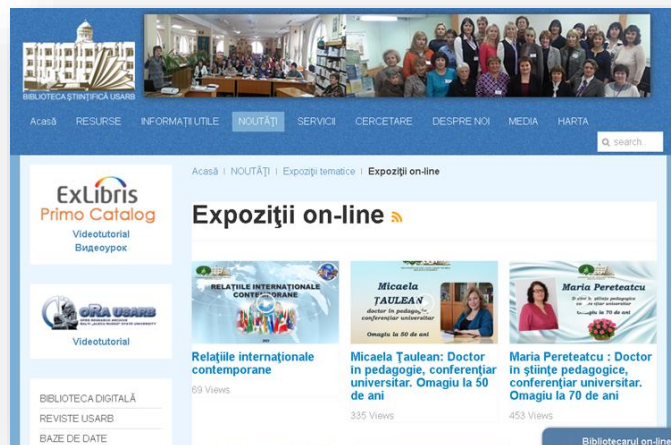 BIBLIOTECA ŞTIINŢIFICĂ USARB
Acasă RESURSE INFORMAŢII UTILE NOUTĂŢI SERVICII CERCETARE DESPRE NOI MEDIA HARTA
search...
Acasă | NOUTĂŢI | Expoziţii tematice | Expoziţii on-line
ExLibris
Primo Catalog
Videotutorial
Видеоурок
Expoziţii on-line
RELAŢIILE INTERNAŢIONALE
CONTEMPORANE
Micaela
ŢAULEAN
doctor în pedagogie,
conferenţiar universitar
Omagiu la 50 de ani
Maria Pereteatcu
Omagiu la 70 de ani
ORA USARB
Videotutorial
Relaţiile internaţionale
contemporane
69 Views
Micaela Ţaulean: Doctor
în pedagogie, conferenţiar
universitar. Omagiu la 50
de ani
335 Views
Maria Pereteatcu : Doctor
în ştiinţe pedagogice,
conferenţiar universitar.
Omagiu la 70 de ani
453 Views
BIBLIOTECA DIGITALĂ
REVISTE USARB
BAZE DE DATE
Bibliotecarul on-line